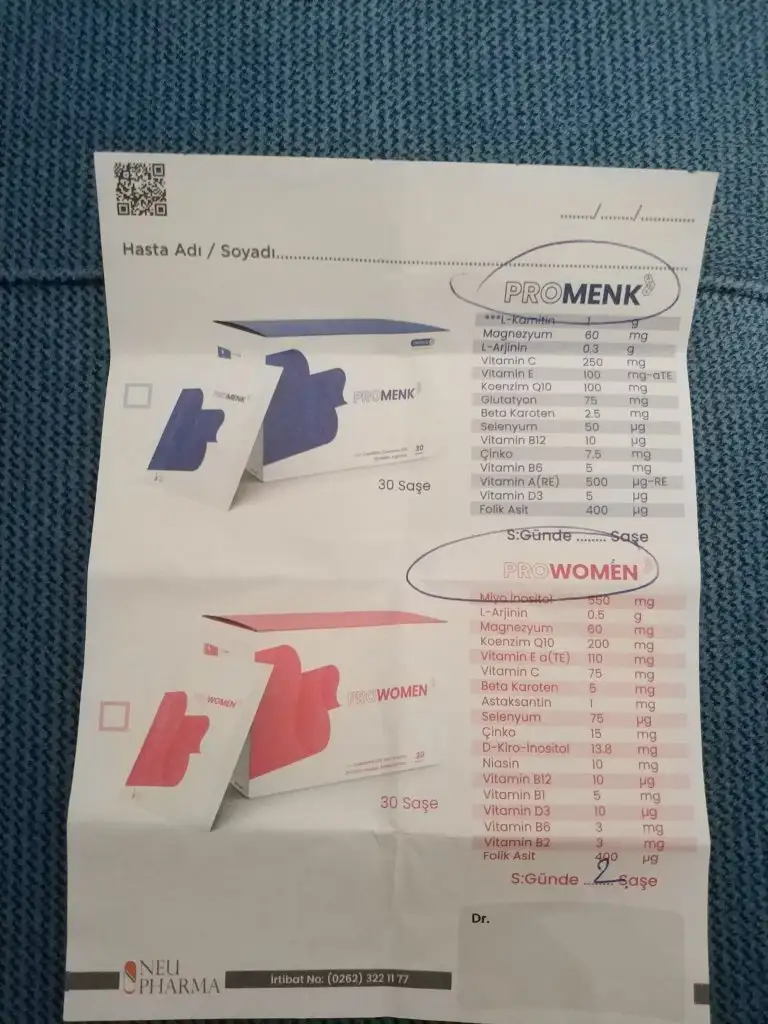 ....../....../............
Hasta Adı / Soyadı............
PROMENK
***L-Karnitin 1 g
Magnezyum 60 mg
L-Arjinin 0.3 g
Vitamin C 250 mg
Vitamin E 100 mg-αTE
Koenzim Q10 100 mg
Glutatyon 75 mg
Beta Karoten 2.5 mg
Selenyum 50 µg
Vitamin B12 10 µg
Çinko 7.5 mg
Vitamin B6 5 mg
Vitamin A(RE) 500 µg-RE
Vitamin D3 5 µg
Folik Asit 400 µg
S:Günde ........ Saşe
PROMENK
PROMENK
30
30 Saşe
PROWOMEN
Miyo İnositol 550 mg
L-Arjinin 0.5 g
Magnezyum 60 mg
Koenzim Q10 200 mg
Vitamin E a(TE) 110 mg
Vitamin C 75 mg
Beta Karoten 5 mg
Astaksantin 1 mg
Selenyum 75 µg
Çinko 15 mg
D-Kiro-İnositol 13.8 mg
Niasin 10 mg
Vitamin B12 10 µg
Vitamin B1 5 mg
Vitamin D3 10 µg
Vitamin B6 3 mg
Vitamin B2 3 mg
Folik Asit 400 µg
S:Günde ...2... Saşe
PROWOMEN
PROWOMEN
30
30 Saşe
Dr.
NEU
PHARMA
İrtibat No: (0262) 322 11 77